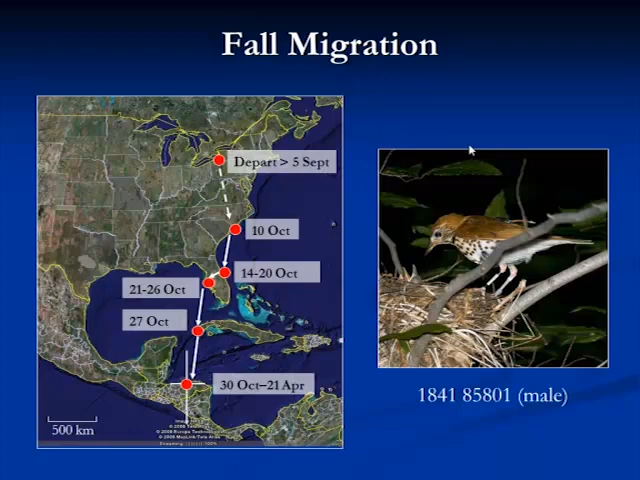 Fall Migration
Depart > 5 Sept
10 Oct
14-20 Oct
21-26 Oct
27 Oct
30 Oct–21 Apr
500 km
1841 85801 (male)